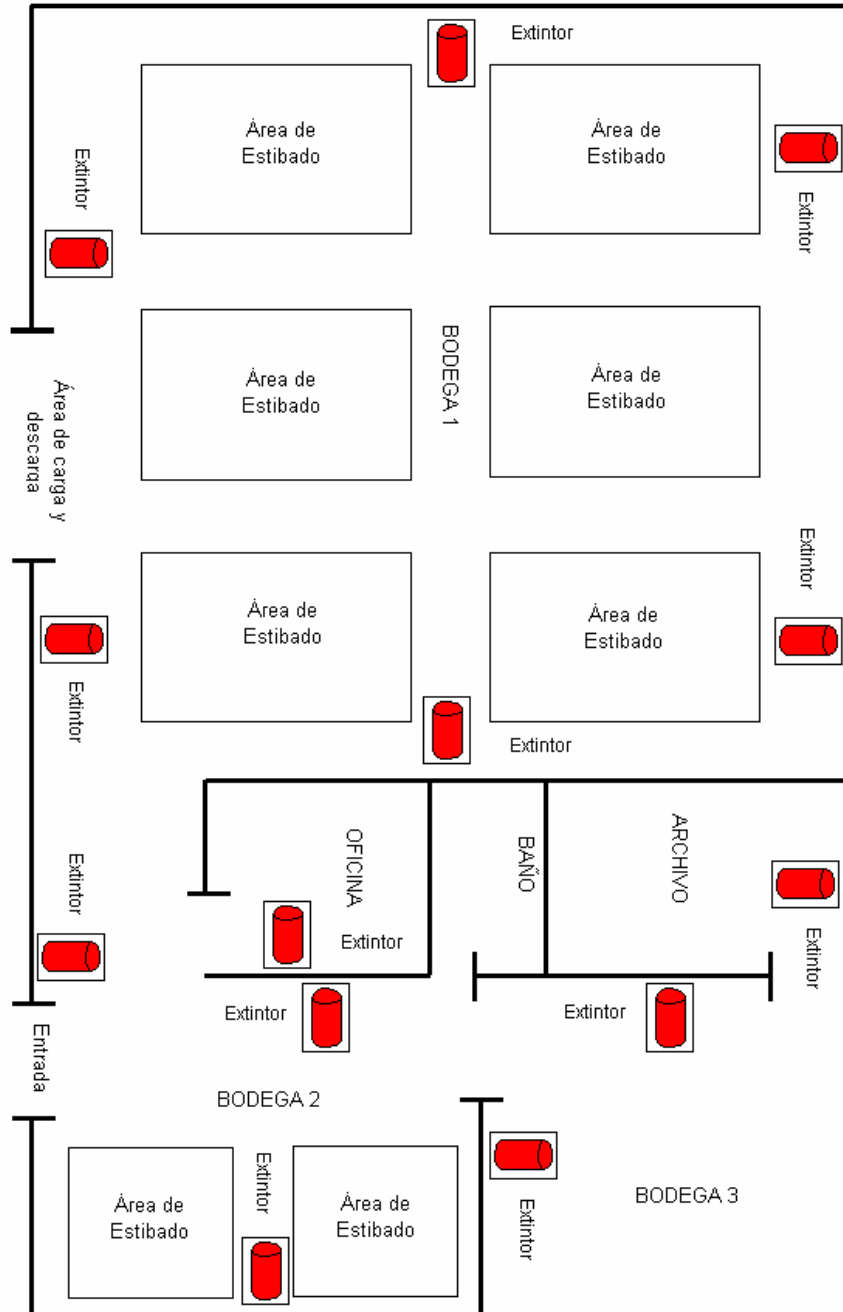 Extintor
Área de
Estibado
Área de
Estibado
Extintor
Extintor
BODEGA 1
Área de
Estibado
Área de
Estibado
Área de carga y
descarga
Extintor
Área de
Estibado
Área de
Estibado
Extintor
Extintor
OFICINA
BAÑO
ARCHIVO
Extintor
Extintor
Extintor
Extintor
Extintor
Entrada
BODEGA 2
Extintor
Área de
Estibado
Área de
Estibado
Extintor
BODEGA 3